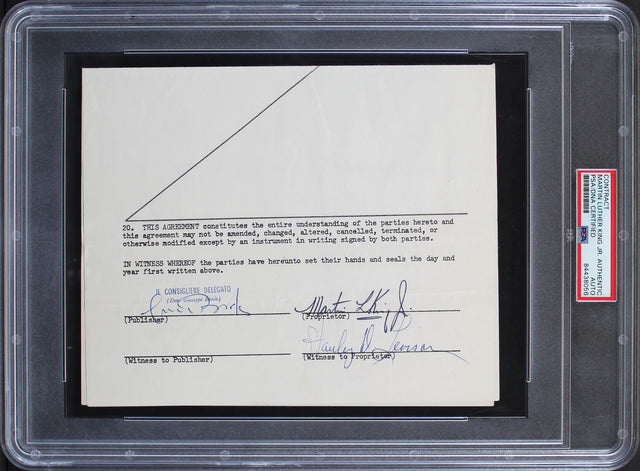 20. THIS AGREEMENT constitutes the entire understanding of the parties hereto and
this agreement may not be amended, changed, altered, cancelled, terminated, or
otherwise modified except by an instrument in writing signed by both parties.
IN WITNESS WHEREOF the parties have hereunto set their hands and seals the day and
year first written above.
IL CONSIGLIERE DELEGATO
(Publisher)
Martin L King Jr.
(Proprietor)
Stanley D. Levison
(Witness to Publisher)
(Witness to Proprietor)
CONTRACT
MARTIN LUTHER KING JR. AUTHENTIC
AUTO
PSA/DNA CERTIFIED
84438056
PSA